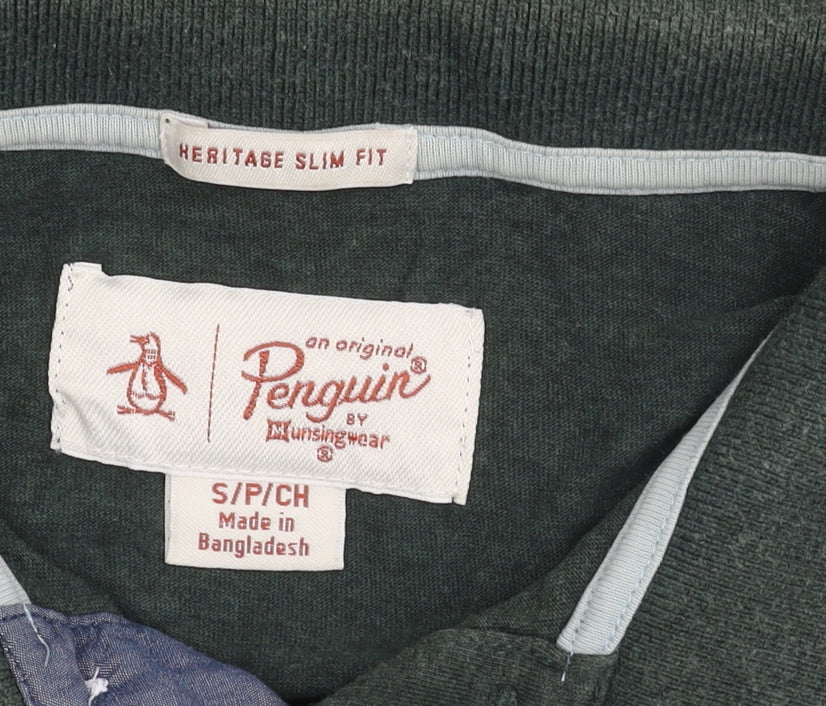 HERITAGE SLIM FIT
an original
Penguin®
BY
Munsingwear
®
S/P/CH
Made in
Bangladesh